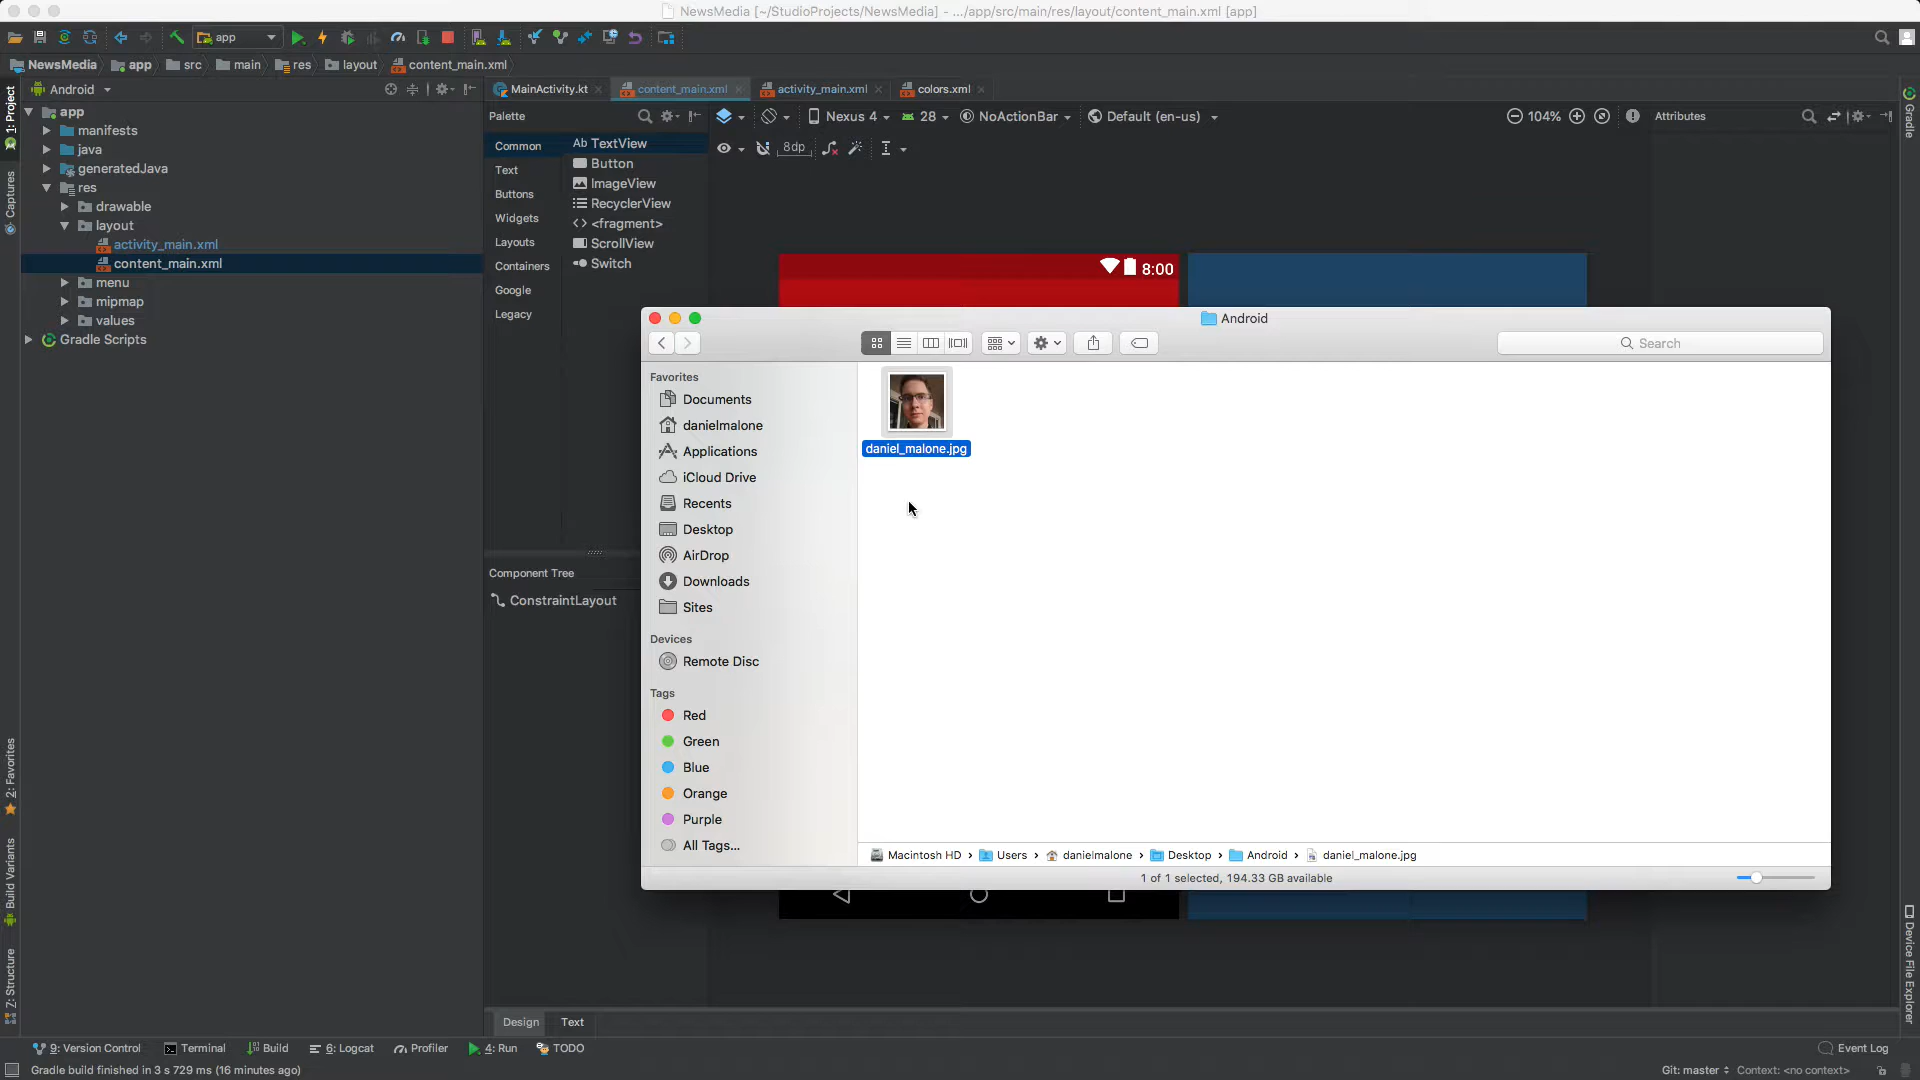 NewsMedia [~/StudioProjects/NewsMedia] - .../app/src/main/res/layout/content_main.xml [app]
app
NewsMedia app src main res layout content_main.xml
1: Project
Captures
2: Favorites
Build Variants
Z: Structure
Android
app
manifests
java
generatedJava
res
drawable
layout
activity_main.xml
content_main.xml
menu
mipmap
values
Gradle Scripts
MainActivity.kt content_main.xml activity_main.xml colors.xml
Palette
Common
Text
Buttons
Widgets
Layouts
Containers
Google
Legacy
Ab TextView
Button
ImageView
RecyclerView
<> <fragment>
ScrollView
Switch
Nexus 4 28 NoActionBar Default (en-us) 104%
8dp
Attributes
Gradle
8:00
Component Tree
ConstraintLayout
Android
Search
Favorites
Documents
danielmalone
Applications
iCloud Drive
Recents
Desktop
AirDrop
Downloads
Sites
Devices
Remote Disc
Tags
Red
Green
Blue
Orange
Purple
All Tags...
daniel_malone.jpg
Macintosh HD › Users › danielmalone › Desktop › Android › daniel_malone.jpg
1 of 1 selected, 194.33 GB available
Device File Explorer
Design Text
9: Version Control Terminal Build 6: Logcat Profiler 4: Run TODO Event Log
Gradle build finished in 3 s 729 ms (16 minutes ago) Git: master Context: <no context>